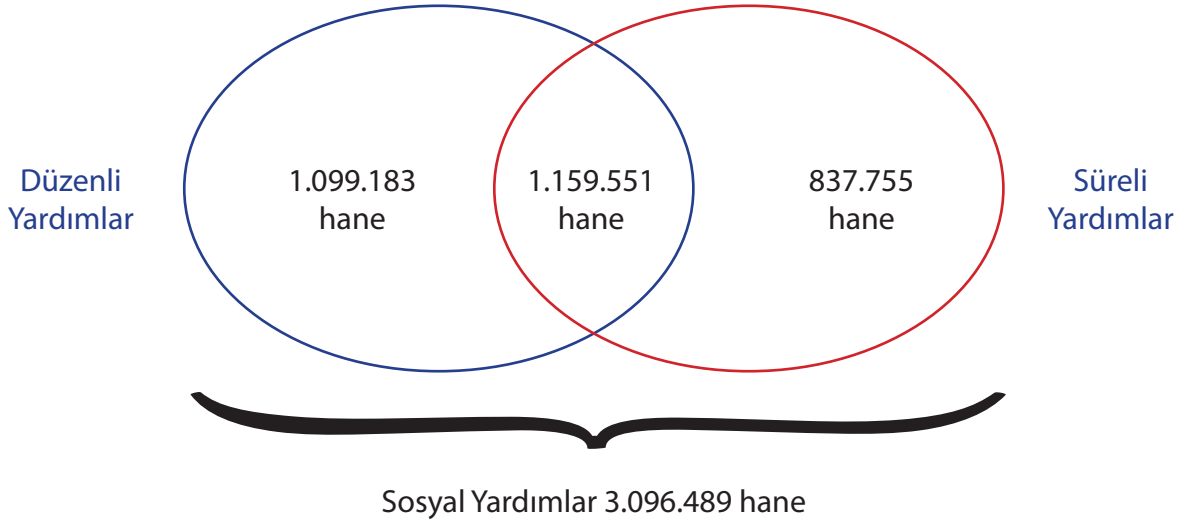 Düzenli
Yardımlar
1.099.183
hane
1.159.551
hane
837.755
hane
Süreli
Yardımlar
Sosyal Yardımlar 3.096.489 hane